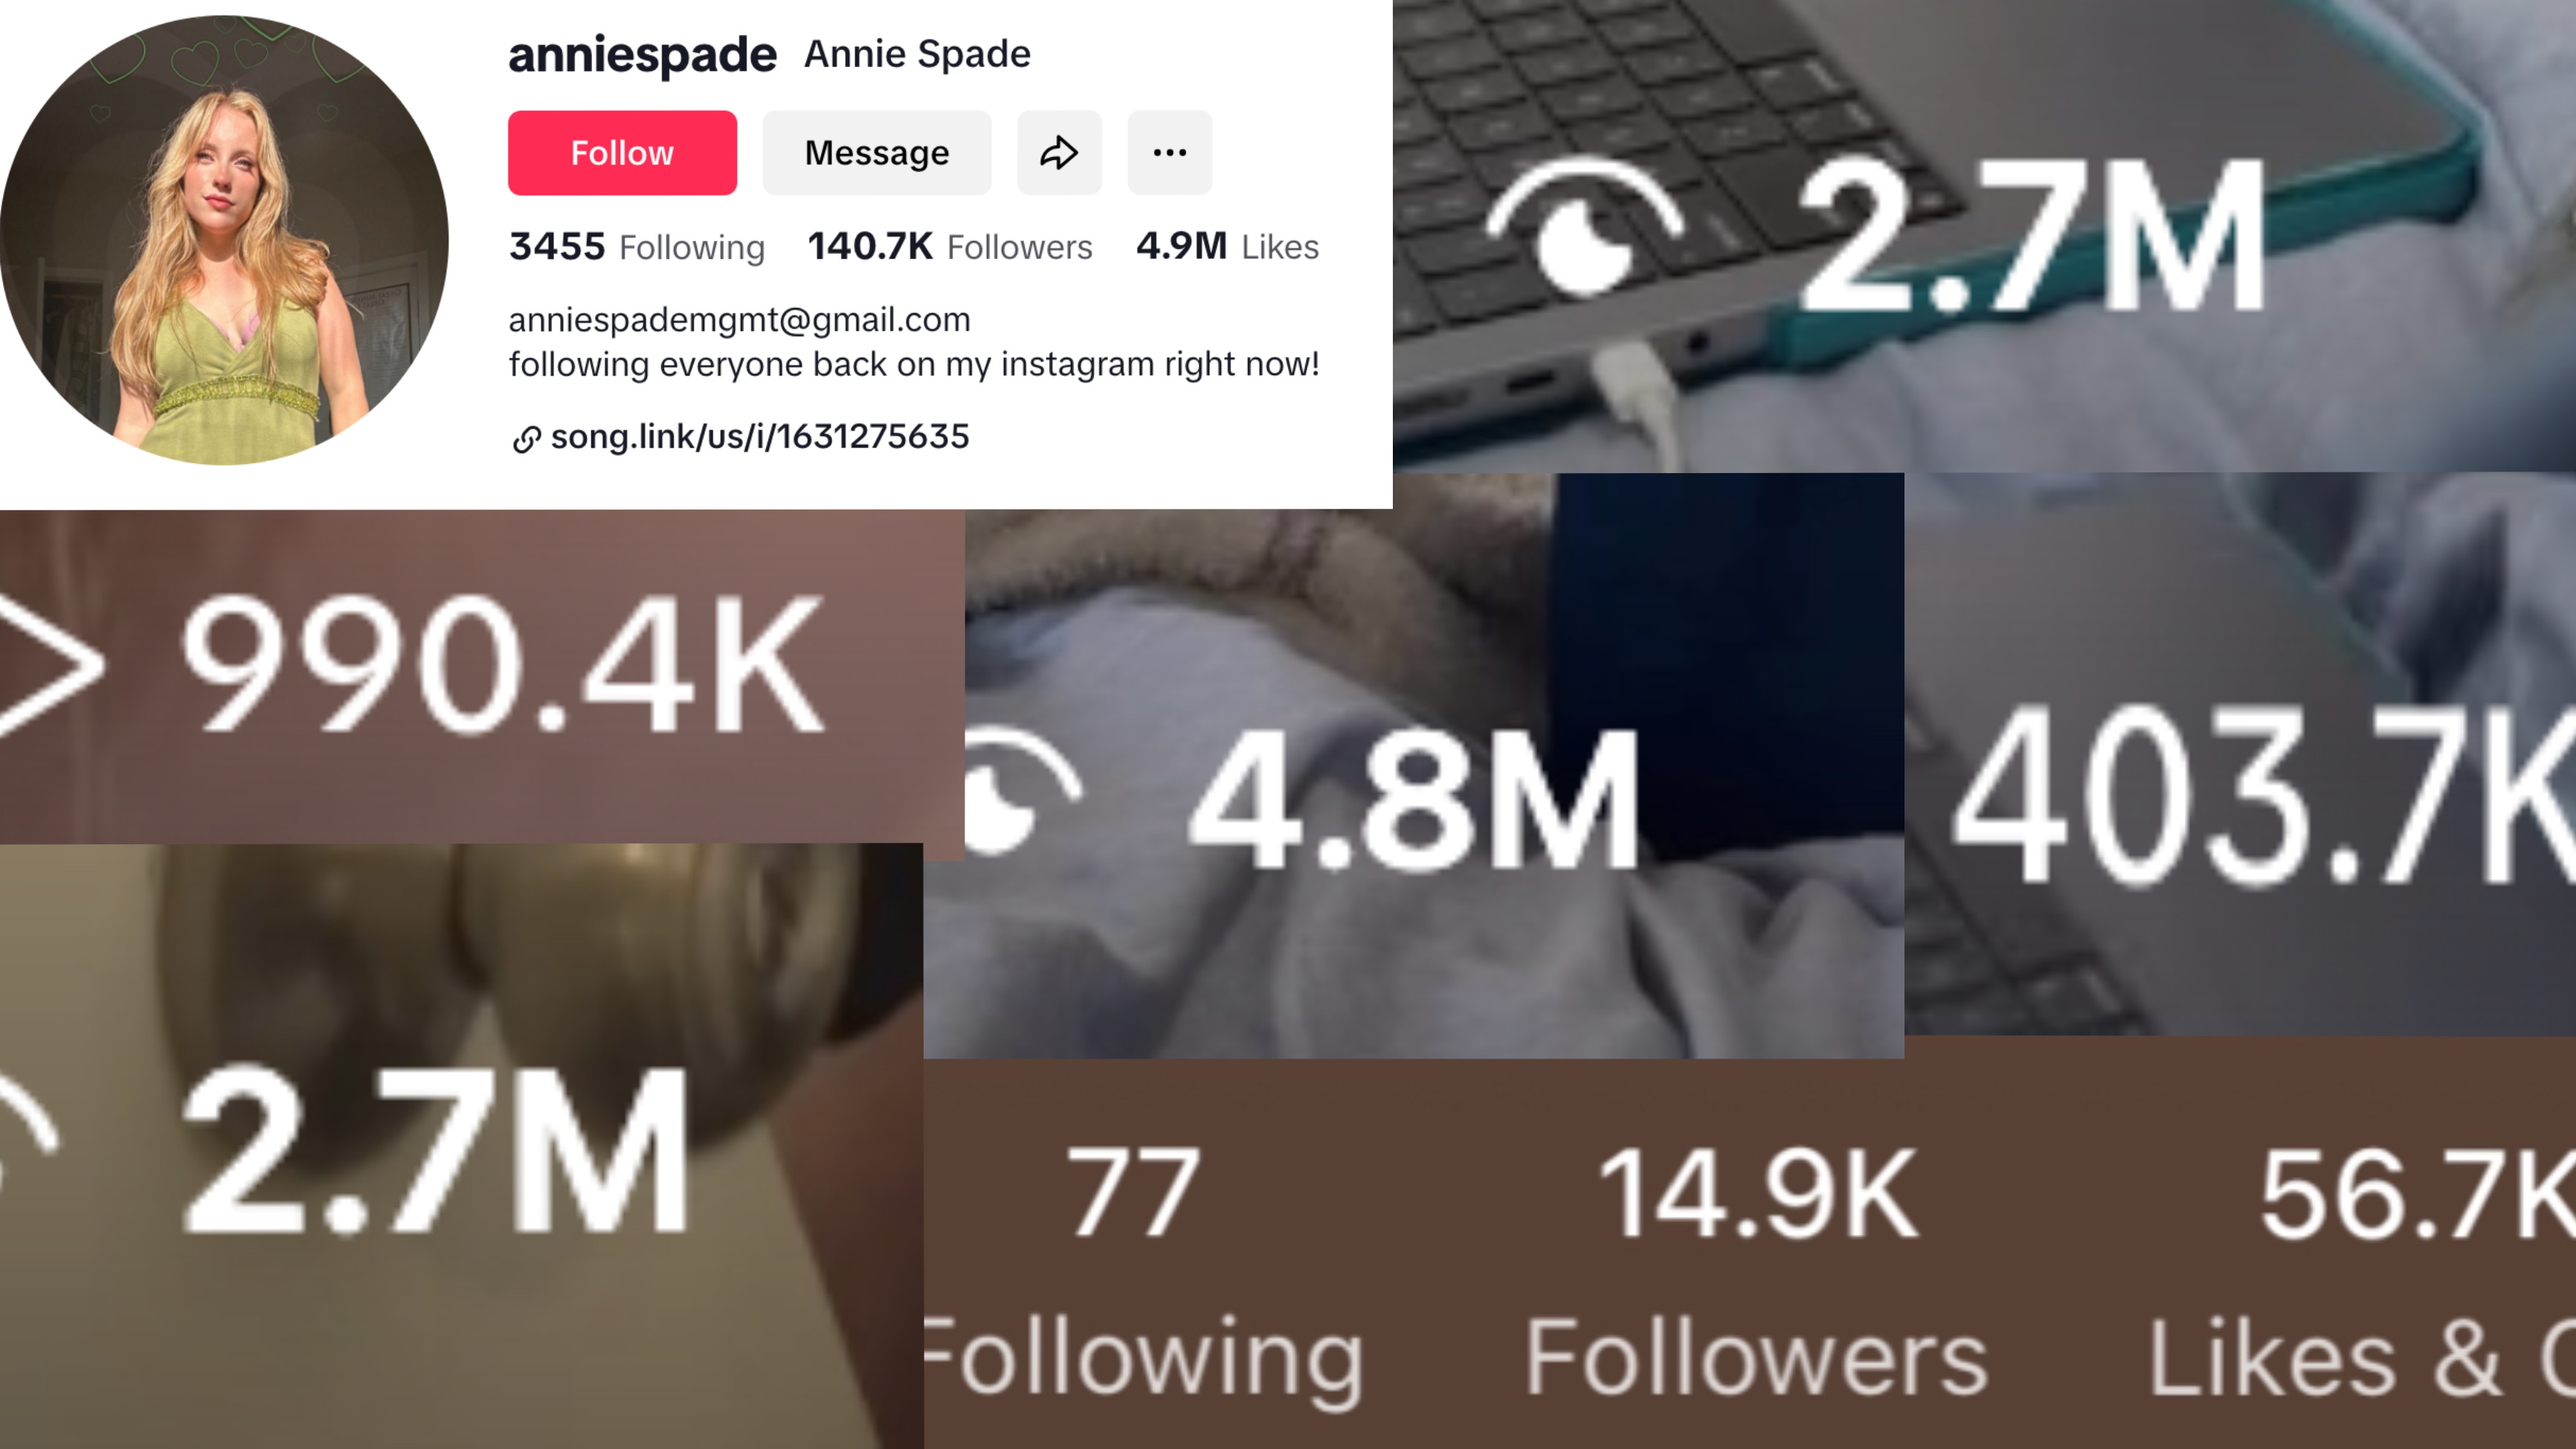 anniespade Annie Spade
Follow Message
3455 Following 140.7K Followers 4.9M Likes
anniespademgmt@gmail.com
following everyone back on my instagram right now!
song.link/us/i/1631275635
2.7M
990.4K
4.8M
403.7K
2.7M
77 14.9K 56.7K
Following Followers Likes &